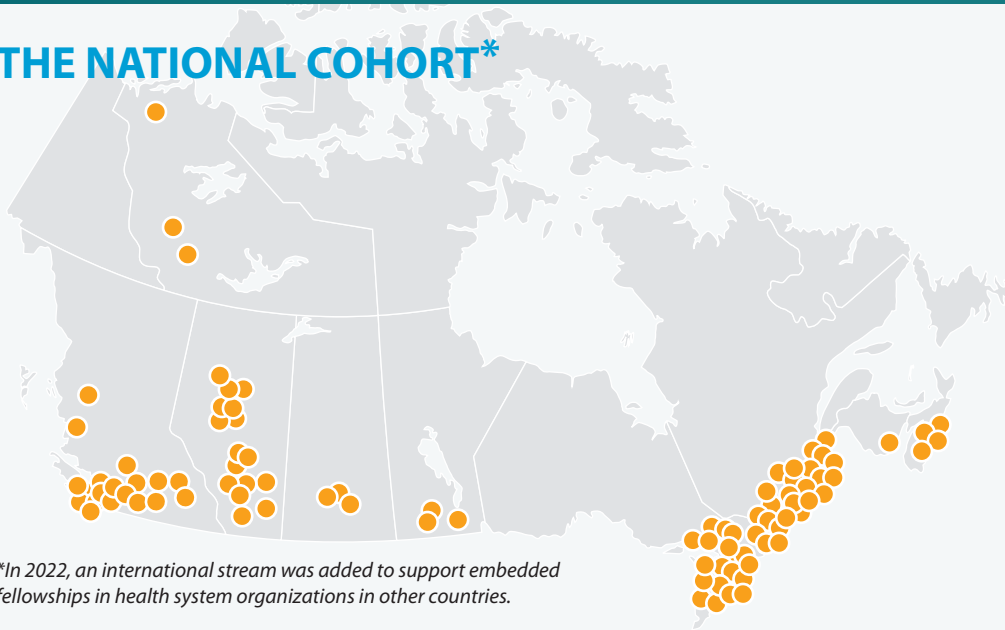 THE NATIONAL COHORT*
*In 2022, an international stream was added to support embedded
fellowships in health system organizations in other countries.